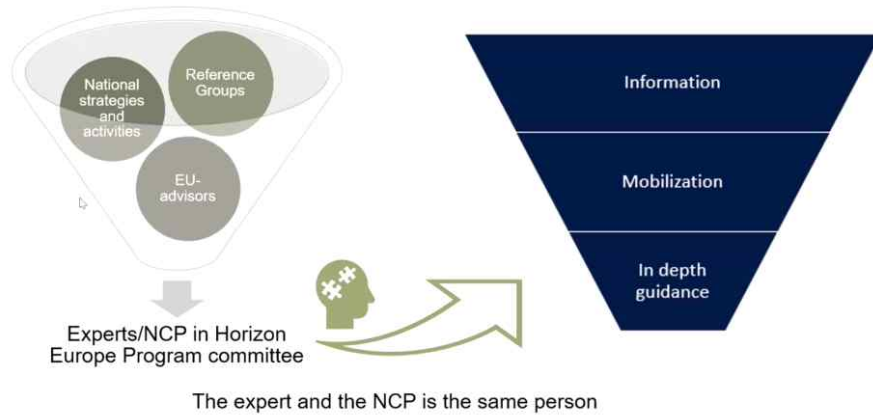 National
strategies
and
activities
Reference
Groups
EU-
advisors
Experts/NCP in Horizon
Europe Program committee
Information
Mobilization
In depth
guidance
The expert and the NCP is the same person